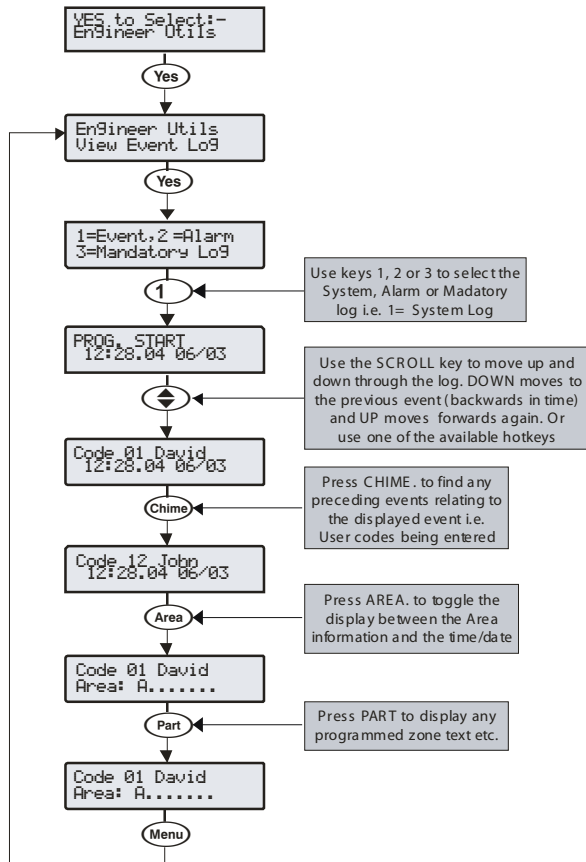 YES to Select:-
Engineer Utils
Yes
Engineer Utils
View Event Log
Yes
1=Event,2 =Alarm
3=Mandatory Log
1
Use keys 1, 2 or 3 to select the
System, Alarm or Madatory
log i.e. 1= System Log
PROG. START
12:28.04 06/03
Use the SCROLL key to move up and
down through the log. DOWN moves to
the previous event (backwards in time)
and UP moves forwards again. Or
use one of the available hotkeys
Code 01 David
12:28.04 06/03
Chime
Press CHIME. to find any
preceding events relating to
the displayed event i.e.
User codes being entered
Code 12 John
12:28.04 06/03
Area
Press AREA. to toggle the
display between the Area
information and the time/date
Code 01 David
Area: A.......
Part
Press PART to display any
programmed zone text etc.
Code 01 David
Area: A.......
Menu